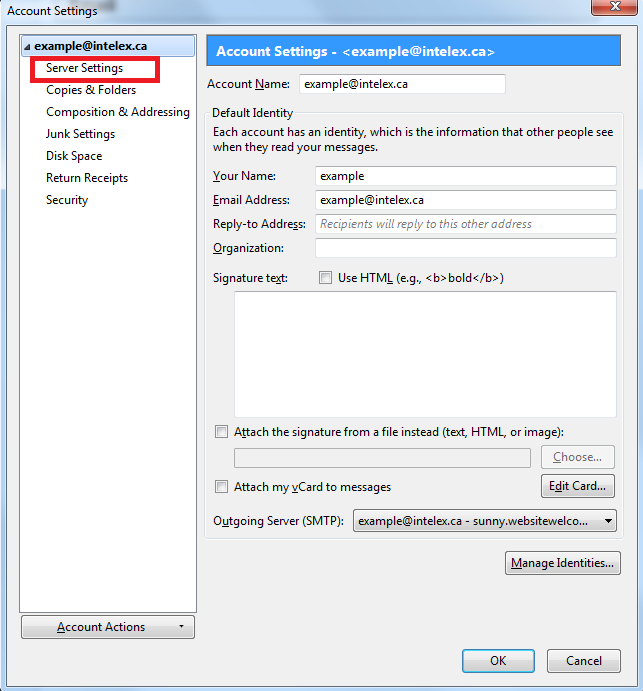 Account Settings
example@intelex.ca
Server Settings
Copies & Folders
Composition & Addressing
Junk Settings
Disk Space
Return Receipts
Security
Account Actions
Account Settings - <example@intelex.ca>
Account Name: example@intelex.ca
Default Identity
Each account has an identity, which is the information that other people see
when they read your messages.
Your Name: example
Email Address: example@intelex.ca
Reply-to Address: Recipients will reply to this other address
Organization:
Signature text: Use HTML (e.g., <b>bold</b>)
Attach the signature from a file instead (text, HTML, or image):
Choose...
Attach my vCard to messages
Edit Card...
Outgoing Server (SMTP): example@intelex.ca - sunny.websitewelco...
Manage Identities...
OK Cancel